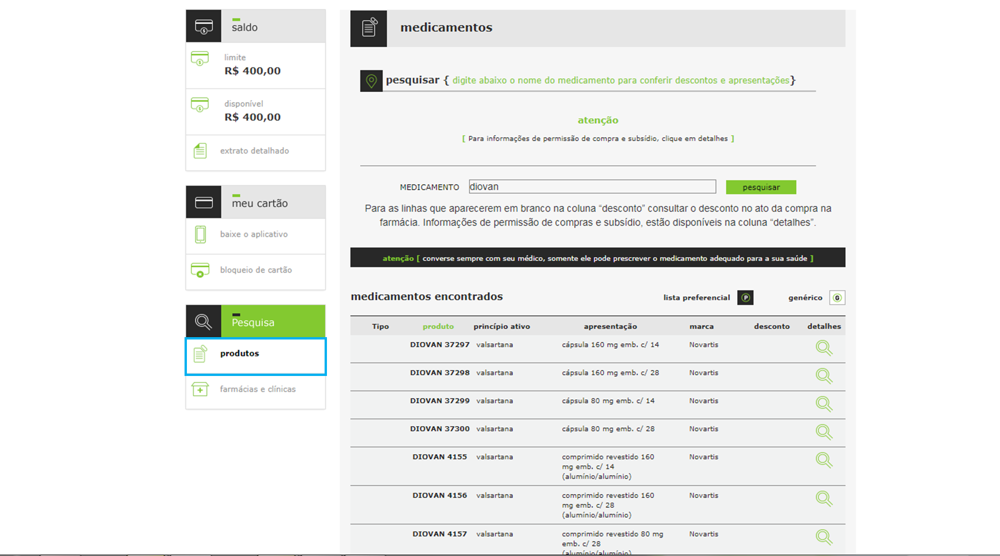 saldo
limite
R$ 400,00
disponível
R$ 400,00
extrato detalhado
meu cartão
baixe o aplicativo
bloqueio de cartão
Pesquisa
produtos
farmácias e clínicas
medicamentos
pesquisar { digite abaixo o nome do medicamento para conferir descontos e apresentações}
atenção
[ Para informações de permissão de compra e subsídio, clique em detalhes ]
MEDICAMENTO diovan pesquisar
Para as linhas que aparecerem em branco na coluna “desconto” consultar o desconto no ato da compra na
farmácia. Informações de permissão de compras e subsídio, estão disponíveis na coluna “detalhes”.
atenção [ converse sempre com seu médico, somente ele pode prescrever o medicamento adequado para a sua saúde ]
medicamentos encontrados lista preferencial P genérico G
Tipo produto princípio ativo apresentação marca desconto detalhes
DIOVAN 37297 valsartana cápsula 160 mg emb. c/ 14 Novartis
DIOVAN 37298 valsartana cápsula 160 mg emb. c/ 28 Novartis
DIOVAN 37299 valsartana cápsula 80 mg emb. c/ 14 Novartis
DIOVAN 37300 valsartana cápsula 80 mg emb. c/ 28 Novartis
DIOVAN 4155 valsartana comprimido revestido 160 Novartis
mg emb. c/ 14
(alumínio/alumínio)
DIOVAN 4156 valsartana comprimido revestido 160 Novartis
mg emb. c/ 28
(alumínio/alumínio)
DIOVAN 4157 valsartana comprimido revestido 80 mg Novartis
emb. c/ 28
(alumínio/alumínio)